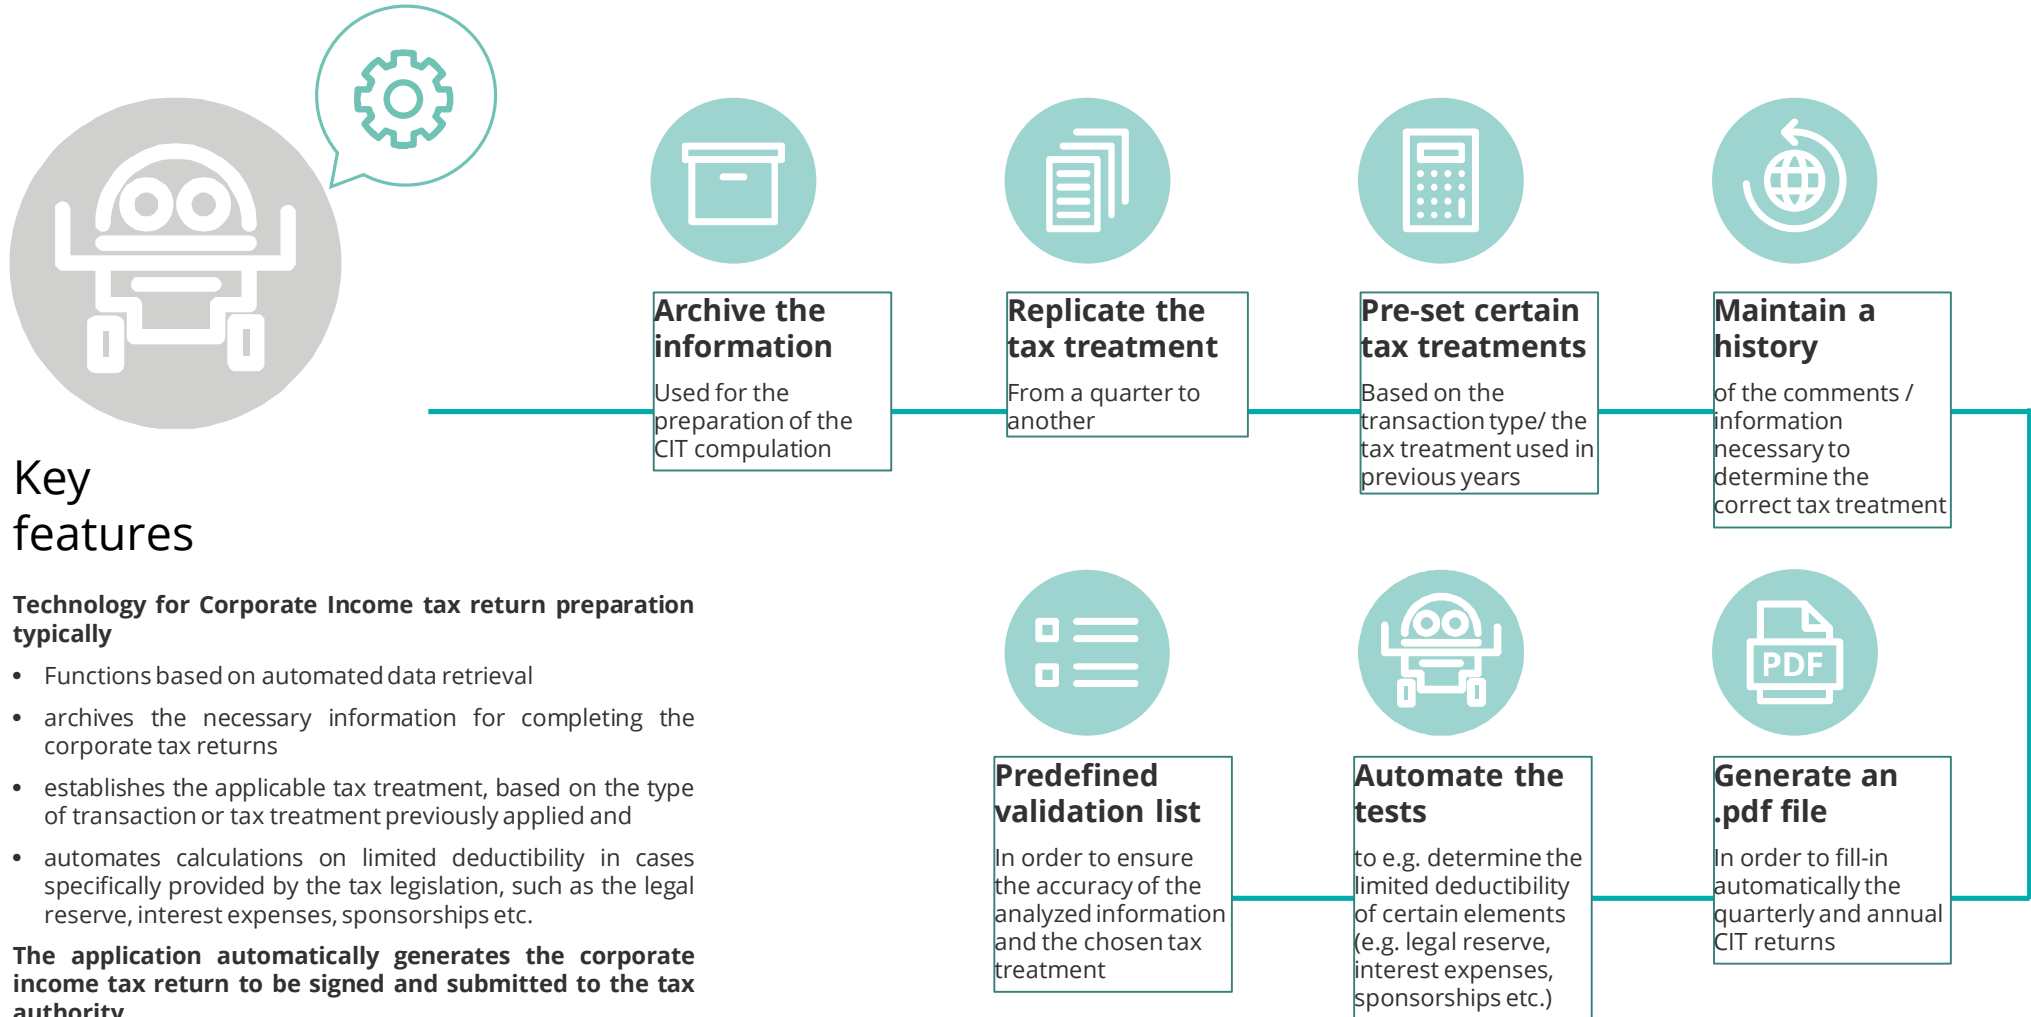 Key
features
Technology for Corporate Income tax return preparation
typically
• Functions based on automated data retrieval
• archives the necessary information for completing the
corporate tax returns
• establishes the applicable tax treatment, based on the type
of transaction or tax treatment previously applied and
• automates calculations on limited deductibility in cases
specifically provided by the tax legislation, such as the legal
reserve, interest expenses, sponsorships etc.
The application automatically generates the corporate
income tax return to be signed and submitted to the tax
authority
Archive the
information
Used for the
preparation of the
CIT compulation
Replicate the
tax treatment
From a quarter to
another
Pre-set certain
tax treatments
Based on the
transaction type/ the
tax treatment used in
previous years
Maintain a
history
of the comments /
information
necessary to
determine the
correct tax treatment
Predefined
validation list
In order to ensure
the accuracy of the
analyzed information
and the chosen tax
treatment
Automate the
tests
to e.g. determine the
limited deductibility
of certain elements
(e.g. legal reserve,
interest expenses,
sponsorships etc.)
PDF
Generate an
.pdf file
In order to fill-in
automatically the
quarterly and annual
CIT returns